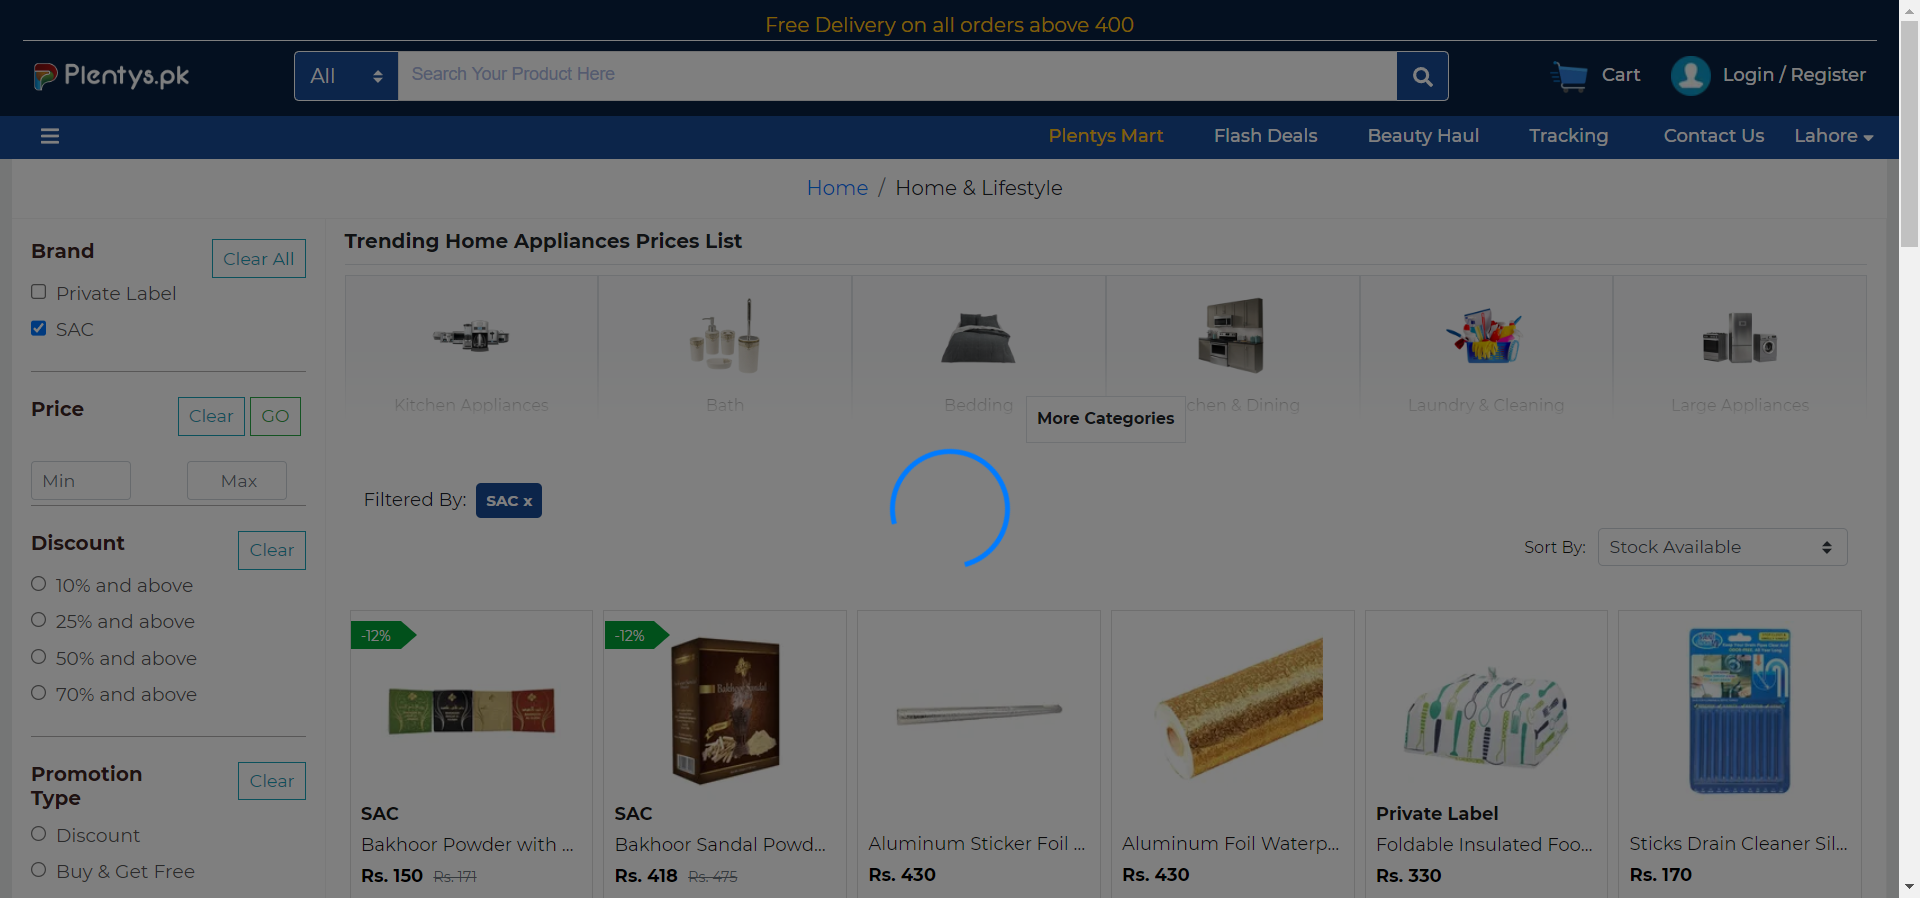 Free Delivery on all orders above 400
Plentys.pk
All
Search Your Product Here
Cart
Login / Register
Plentys Mart
Flash Deals
Beauty Haul
Tracking
Contact Us
Lahore
Home / Home & Lifestyle
Brand
Clear All
Private Label
SAC
Price
Clear
GO
Min
Max
Discount
Clear
10% and above
25% and above
50% and above
70% and above
Promotion
Type
Clear
Discount
Buy & Get Free
Trending Home Appliances Prices List
Kitchen Appliances
Bath
Bedding
chen & Dining
Laundry & Cleaning
Large Appliances
More Categories
Filtered By: SAC x
Sort By: Stock Available
-12%
SAC
Bakhoor Powder with ...
Rs. 150 Rs. 171
-12%
Bakhoor Sandal
SAC
Bakhoor Sandal Powd...
Rs. 418 Rs. 475
Aluminum Sticker Foil ...
Rs. 430
Aluminum Foil Waterp...
Rs. 430
Private Label
Foldable Insulated Foo...
Rs. 330
Sticks Drain Cleaner Sil...
Rs. 170